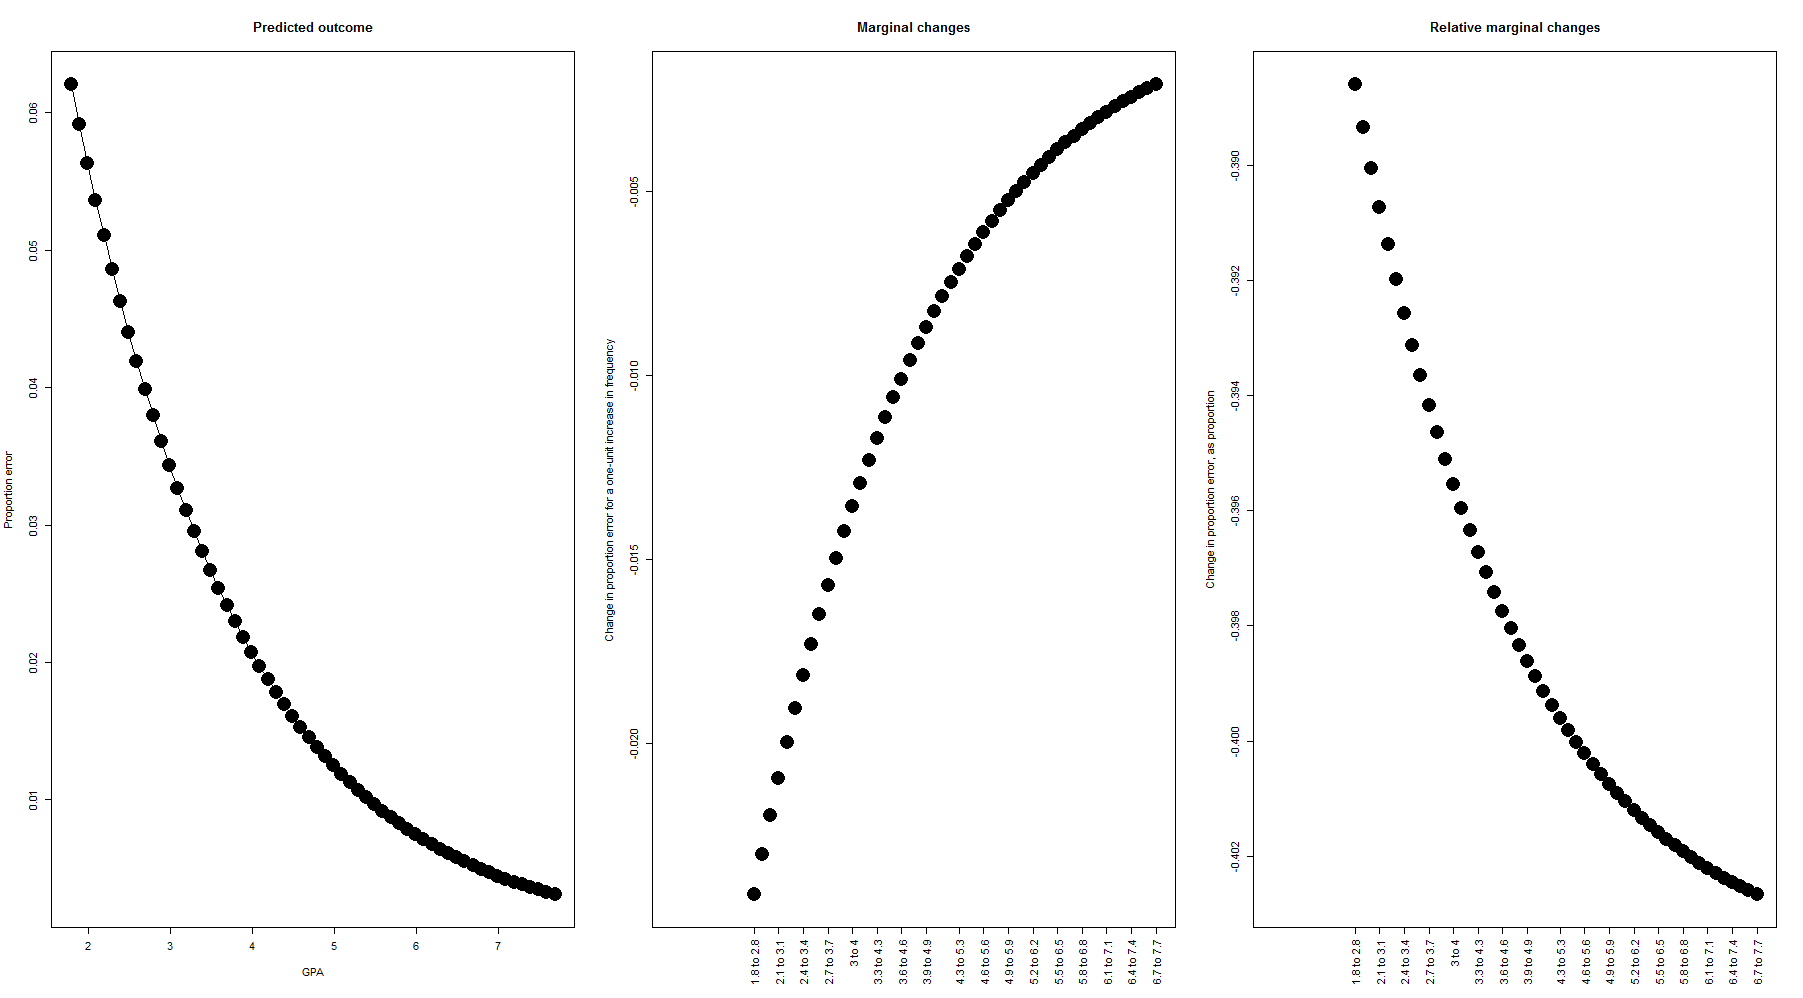 Predicted outcome
Proportion error
0.06
0.05
0.04
0.03
0.02
0.01
2 3 4 5 6 7
GPA
Marginal changes
Change in proportion error for a one-unit increase in frequency
-0.005
-0.010
-0.015
-0.020
1.8 to 2.8
2.1 to 3.1
2.4 to 3.4
2.7 to 3.7
3 to 4
3.3 to 4.3
3.6 to 4.6
3.9 to 4.9
4.3 to 5.3
4.6 to 5.6
4.9 to 5.9
5.2 to 6.2
5.5 to 6.5
5.8 to 6.8
6.1 to 7.1
6.4 to 7.4
6.7 to 7.7
Relative marginal changes
Change in proportion error, as proportion
-0.390
-0.392
-0.394
-0.396
-0.398
-0.400
-0.402
1.8 to 2.8
2.1 to 3.1
2.4 to 3.4
2.7 to 3.7
3 to 4
3.3 to 4.3
3.6 to 4.6
3.9 to 4.9
4.3 to 5.3
4.6 to 5.6
4.9 to 5.9
5.2 to 6.2
5.5 to 6.5
5.8 to 6.8
6.1 to 7.1
6.4 to 7.4
6.7 to 7.7